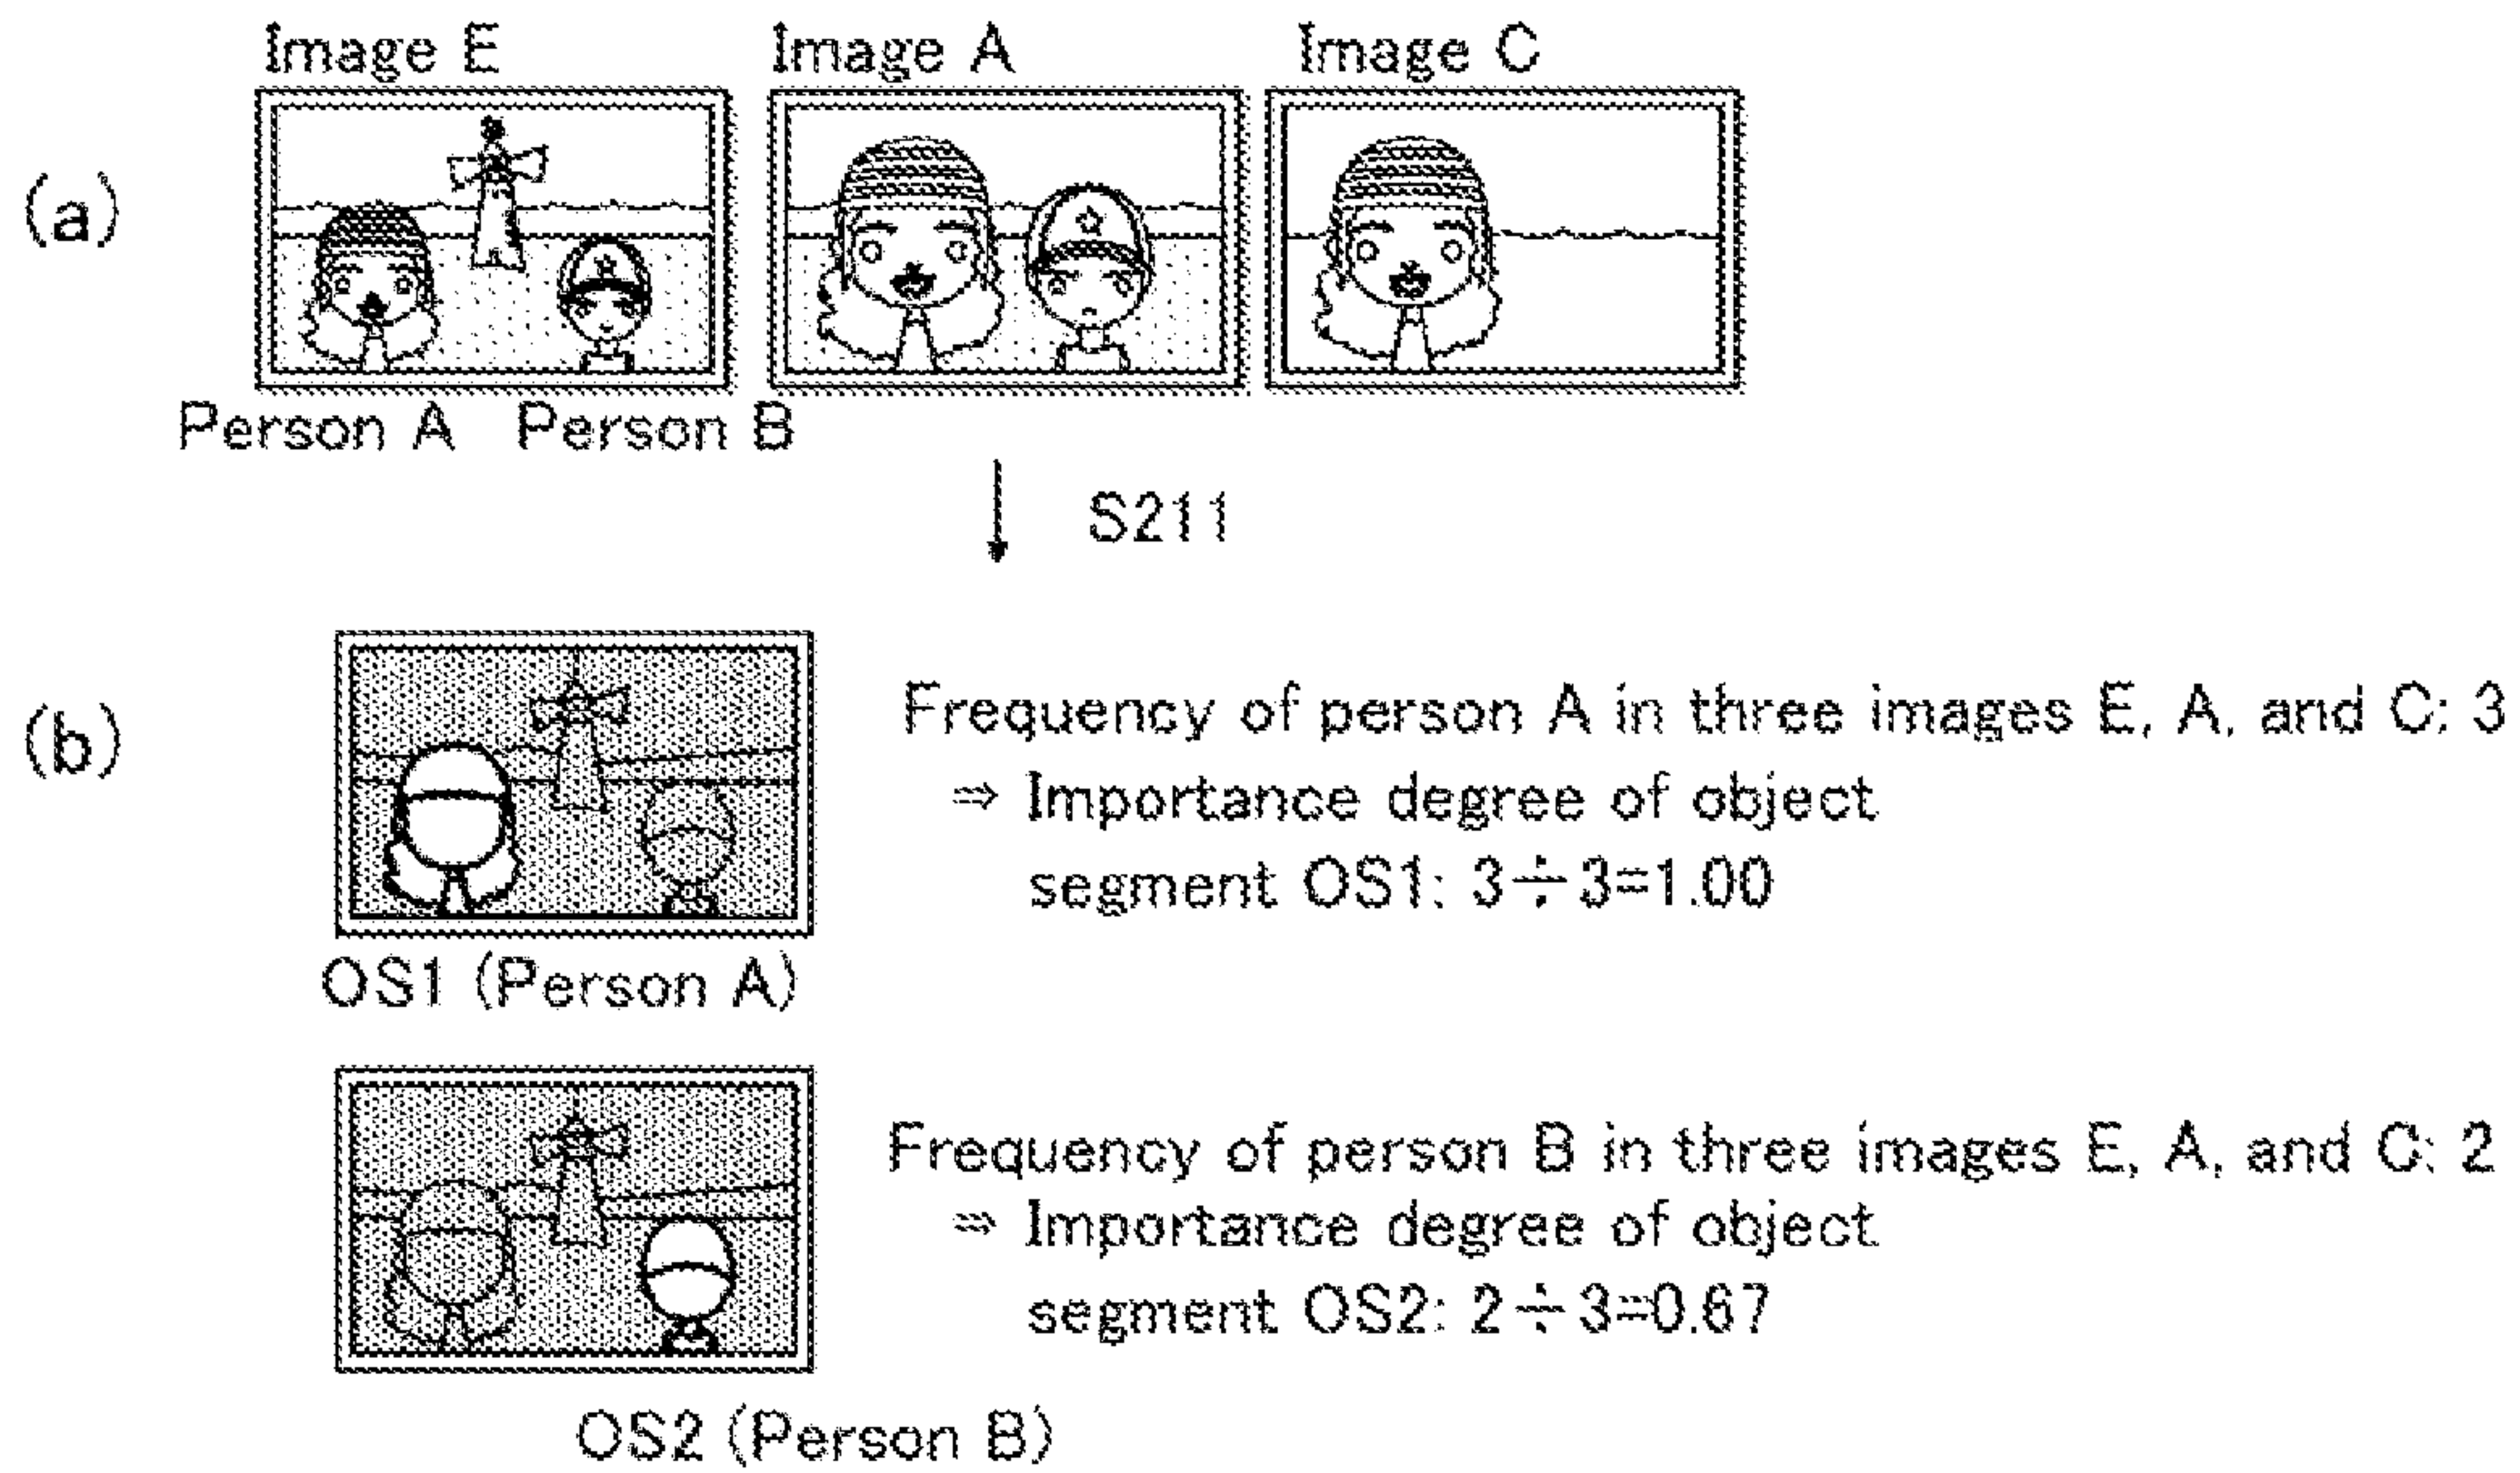 Image E Image A Image C
(a)
Person A Person B
S211
(b)
Frequency of person A in three images E, A, and C: 3
⇒ Importance degree of object
segment OS1: 3÷3=1.00
OS1 (Person A)
Frequency of person B in three images E, A, and C: 2
⇒ Importance degree of object
segment OS2: 2÷3=0.67
OS2 (Person B)